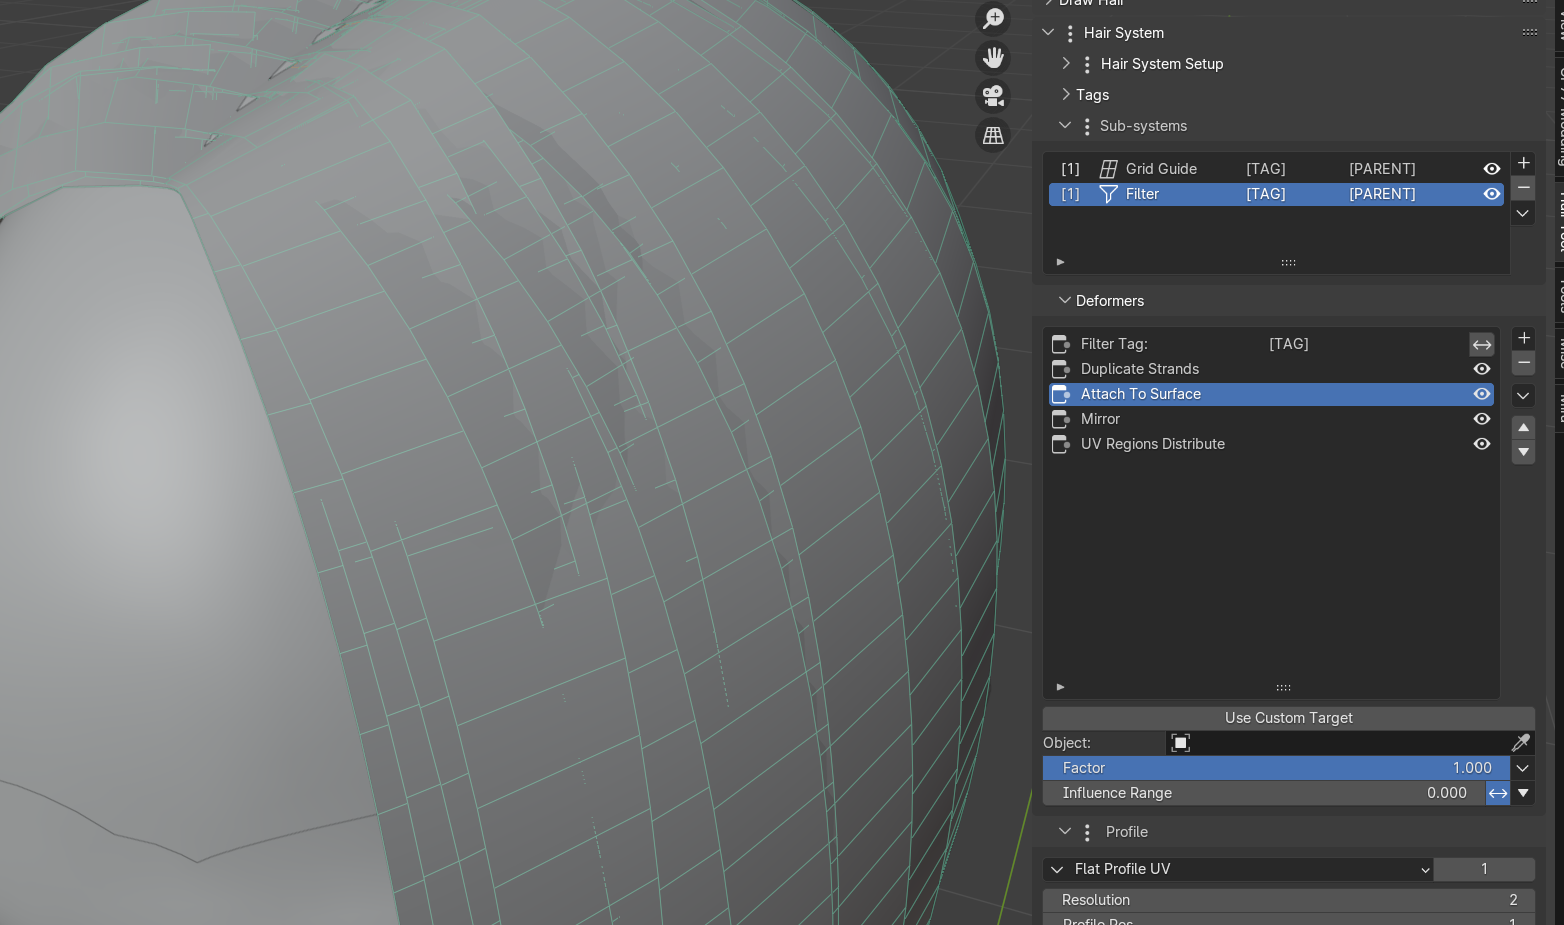 Draw Hair
Hair System
Hair System Setup
Tags
Sub-systems
[1] Grid Guide [TAG] [PARENT]
[1] Filter [TAG] [PARENT]
Deformers
Filter Tag: [TAG]
Duplicate Strands
Attach To Surface
Mirror
UV Regions Distribute
Use Custom Target
Object:
Factor 1.000
Influence Range 0.000
Profile
Flat Profile UV 1
Resolution 2
Profile Res 1